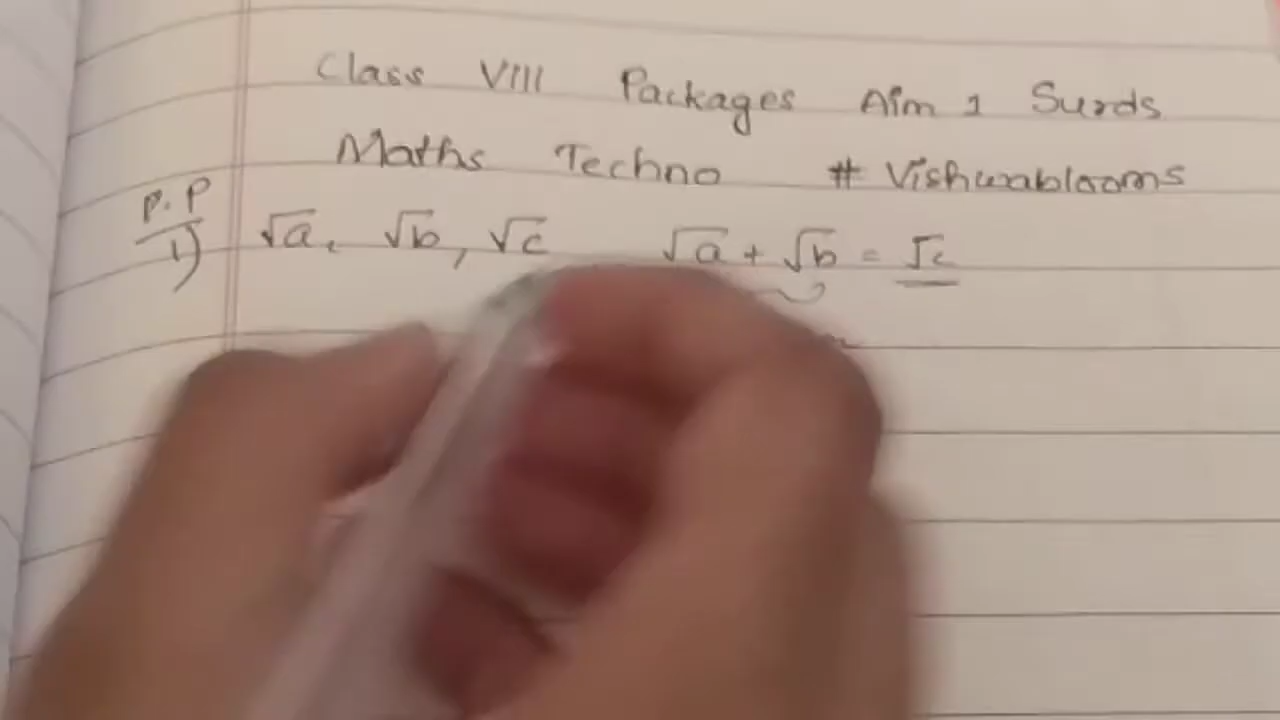 Class VIII Packages Aim 1 Surds
Maths Techno # Vishwablooms
P.P
1) √a, √b, √c √a + √b = √c